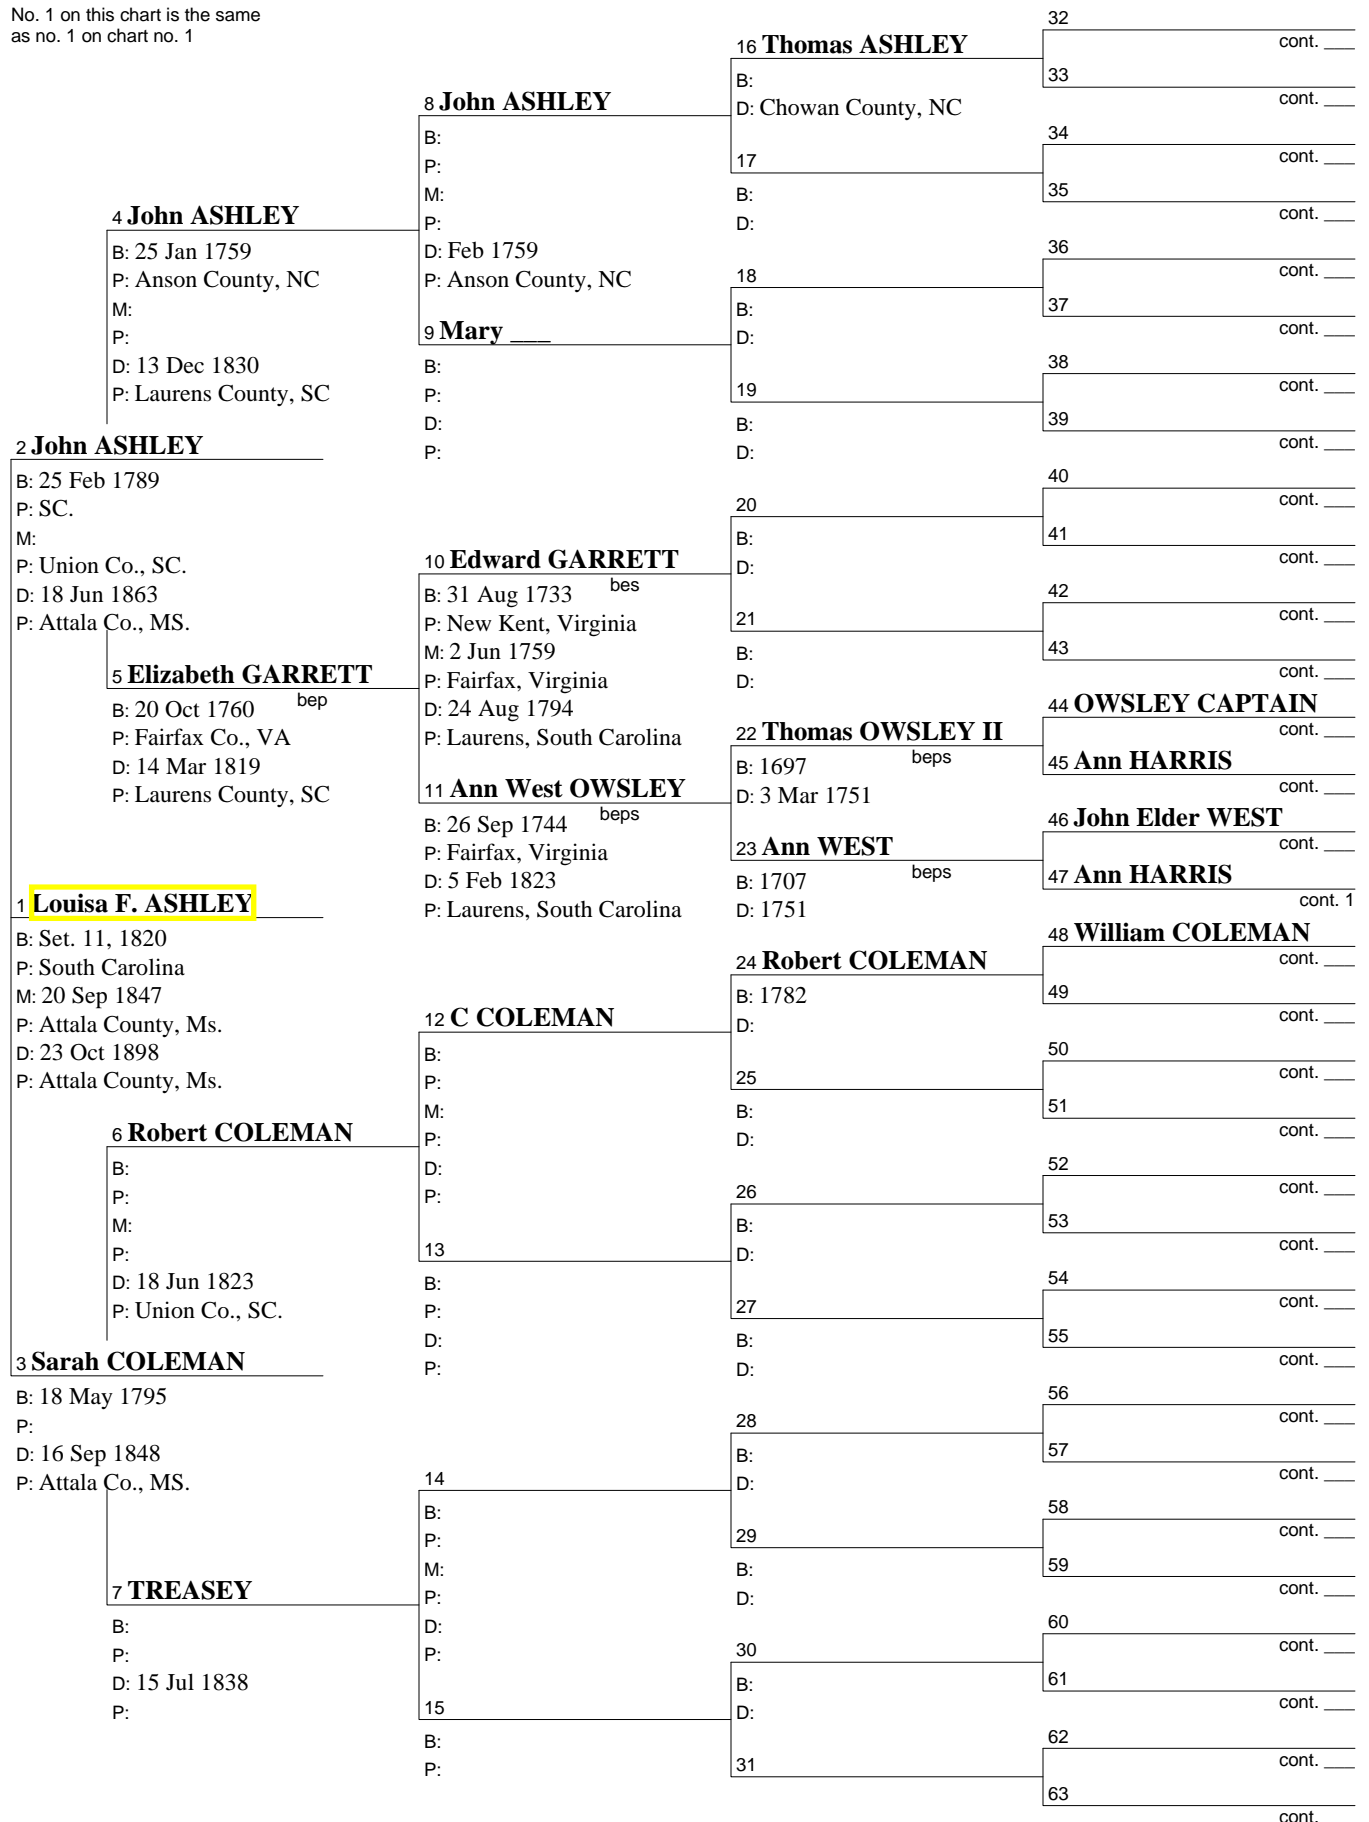 No. 1 on this chart is the same
as no. 1 on chart no. 1
1 Louisa F. ASHLEY
B: Set. 11, 1820
P: South Carolina
M: 20 Sep 1847
P: Attala County, Ms.
D: 23 Oct 1898
P: Attala County, Ms.
2 John ASHLEY
B: 25 Feb 1789
P: SC.
M:
P: Union Co., SC.
D: 18 Jun 1863
P: Attala Co., MS.
3 Sarah COLEMAN
B: 18 May 1795
P:
D: 16 Sep 1848
P: Attala Co., MS.
4 John ASHLEY
B: 25 Jan 1759
P: Anson County, NC
M:
P:
D: 13 Dec 1830
P: Laurens County, SC
5 Elizabeth GARRETT
bep
B: 20 Oct 1760
P: Fairfax Co., VA
D: 14 Mar 1819
P: Laurens County, SC
6 Robert COLEMAN
B:
P:
M:
P:
D: 18 Jun 1823
P: Union Co., SC.
7 TREASEY
B:
P:
D: 15 Jul 1838
P:
8 John ASHLEY
B:
P:
M:
P:
D: Feb 1759
P: Anson County, NC
9 Mary ___
B:
P:
D:
P:
10 Edward GARRETT
bes
B: 31 Aug 1733
P: New Kent, Virginia
M: 2 Jun 1759
P: Fairfax, Virginia
D: 24 Aug 1794
P: Laurens, South Carolina
11 Ann West OWSLEY
beps
B: 26 Sep 1744
P: Fairfax, Virginia
D: 5 Feb 1823
P: Laurens, South Carolina
12 C COLEMAN
B:
P:
M:
P:
D:
P:
13
B:
P:
D:
P:
14
B:
P:
M:
P:
D:
P:
15
B:
P:
16 Thomas ASHLEY
B:
D: Chowan County, NC
17
B:
D:
18
B:
D:
19
B:
D:
20
B:
D:
21
B:
D:
22 Thomas OWSLEY II
beps
B: 1697
D: 3 Mar 1751
23 Ann WEST
beps
B: 1707
D: 1751
24 Robert COLEMAN
B: 1782
D:
25
B:
D:
26
B:
D:
27
B:
D:
28
B:
D:
29
B:
D:
30
B:
D:
31
32
cont. ___
33
cont. ___
34
cont. ___
35
cont. ___
36
cont. ___
37
cont. ___
38
cont. ___
39
cont. ___
40
cont. ___
41
cont. ___
42
cont. ___
43
cont. ___
44 OWSLEY CAPTAIN
cont. ___
45 Ann HARRIS
cont. ___
46 John Elder WEST
cont. ___
47 Ann HARRIS
cont. 1
48 William COLEMAN
cont. ___
49
cont. ___
50
cont. ___
51
cont. ___
52
cont. ___
53
cont. ___
54
cont. ___
55
cont. ___
56
cont. ___
57
cont. ___
58
cont. ___
59
cont. ___
60
cont. ___
61
cont. ___
62
cont. ___
63
cont.